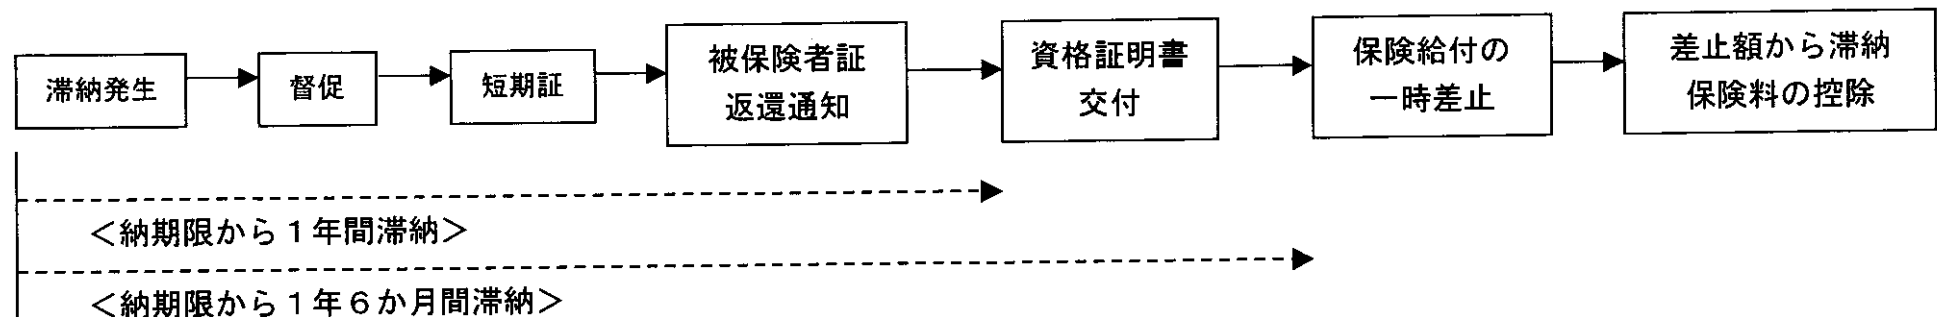 滞納発生
督促
短期証
被保険者証
返還通知
資格証明書
交付
保険給付の
一時差止
差止額から滞納
保険料の控除
＜納期限から１年間滞納＞
＜納期限から１年６か月間滞納＞